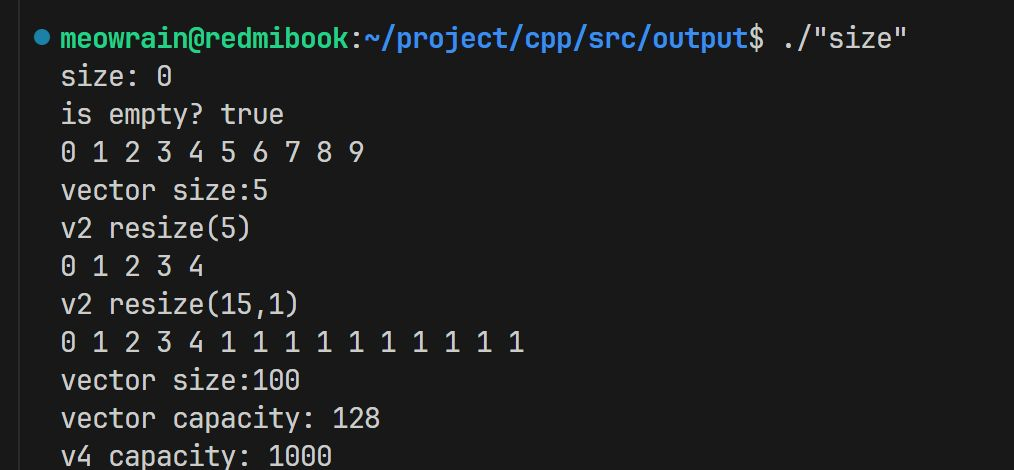 meowrain@redmibook:~/project/cpp/src/output$ ./"size"
size: 0
is empty? true
0 1 2 3 4 5 6 7 8 9
vector size:5
v2 resize(5)
0 1 2 3 4
v2 resize(15,1)
0 1 2 3 4 1 1 1 1 1 1 1 1 1 1
vector size:100
vector capacity: 128
v4 capacity: 1000